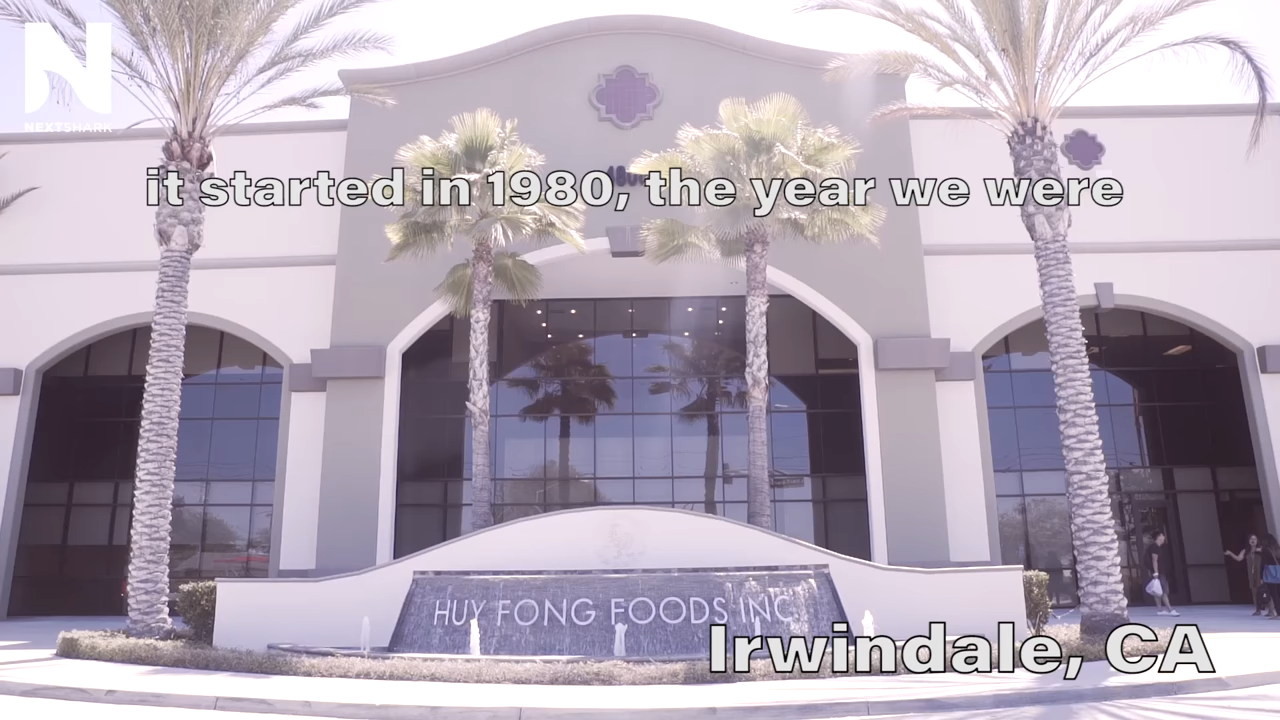 N
NEXTSHARK
it started in 1980, the year we were
HUY FONG FOODS INC
Irwindale, CA